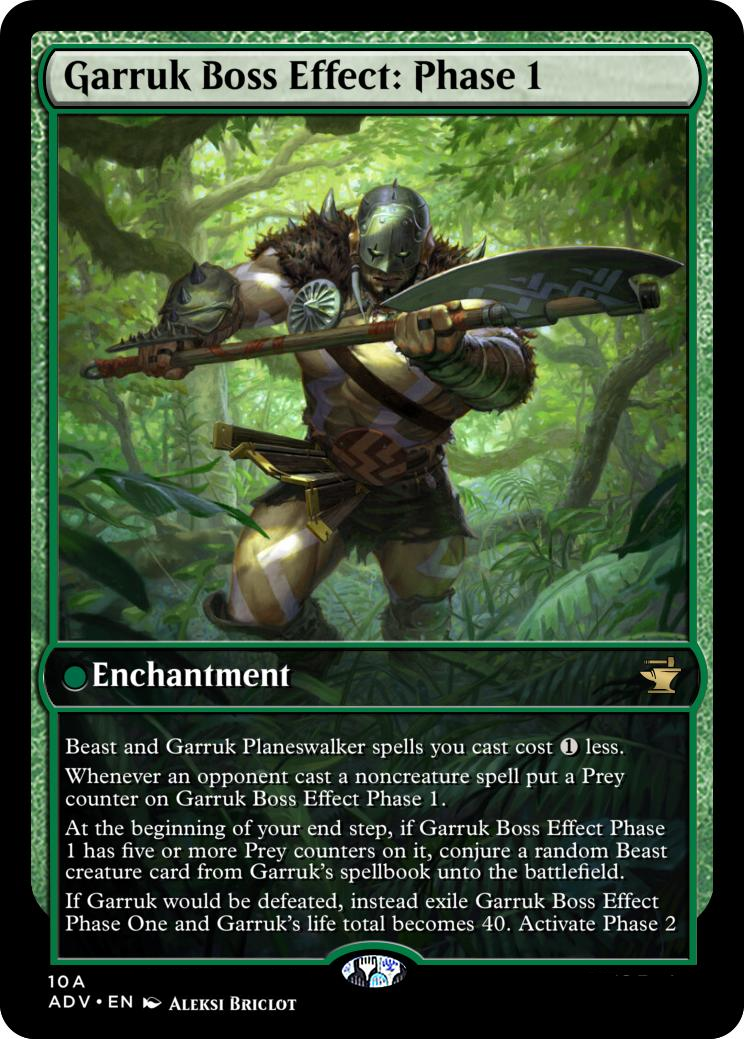 Garruk Boss Effect: Phase 1
Enchantment
Beast and Garruk Planeswalker spells you cast cost 1 less.
Whenever an opponent cast a noncreature spell put a Prey
counter on Garruk Boss Effect Phase 1.
At the beginning of your end step, if Garruk Boss Effect Phase
1 has five or more Prey counters on it, conjure a random Beast
creature card from Garruk's spellbook unto the battlefield.
If Garruk would be defeated, instead exile Garruk Boss Effect
Phase One and Garruk's life total becomes 40. Activate Phase 2
10A
ADV • EN Aleksi Briclot